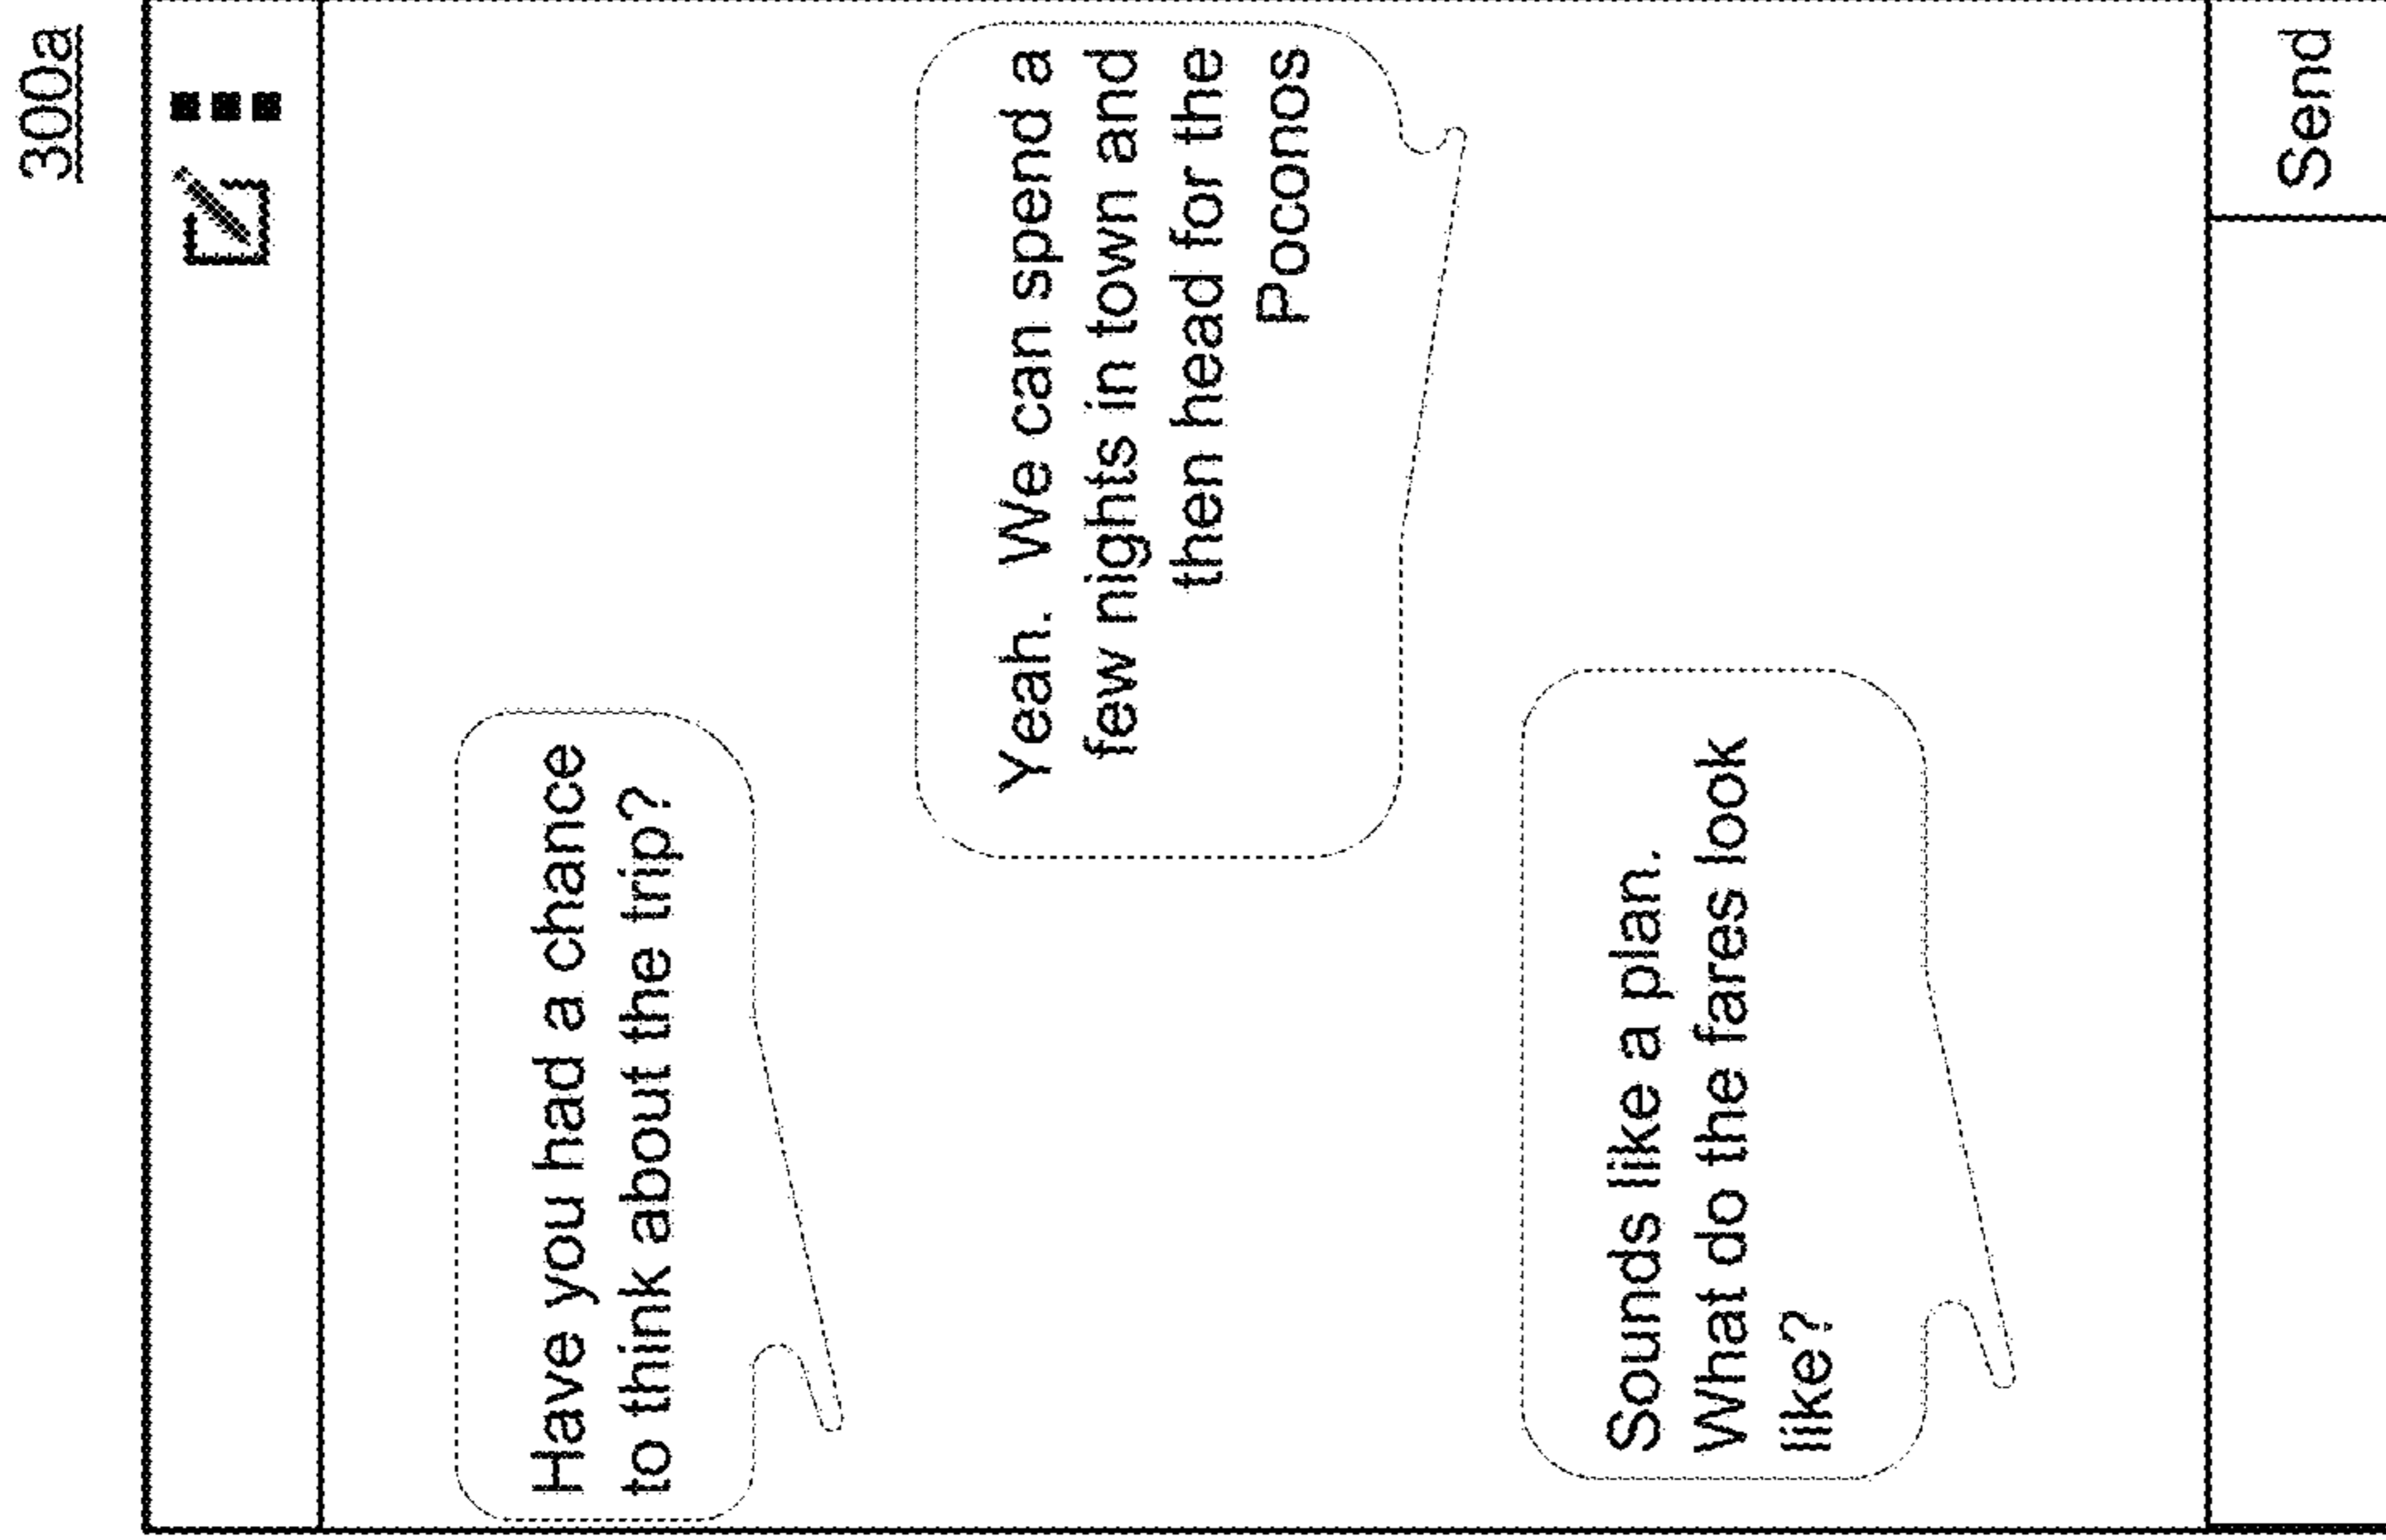 300a
Have you had a chance
to think about the trip?
Yeah. We can spend a
few nights in town and
then head for the
Poconos
Sounds like a plan.
What do the fares look
like?
Send